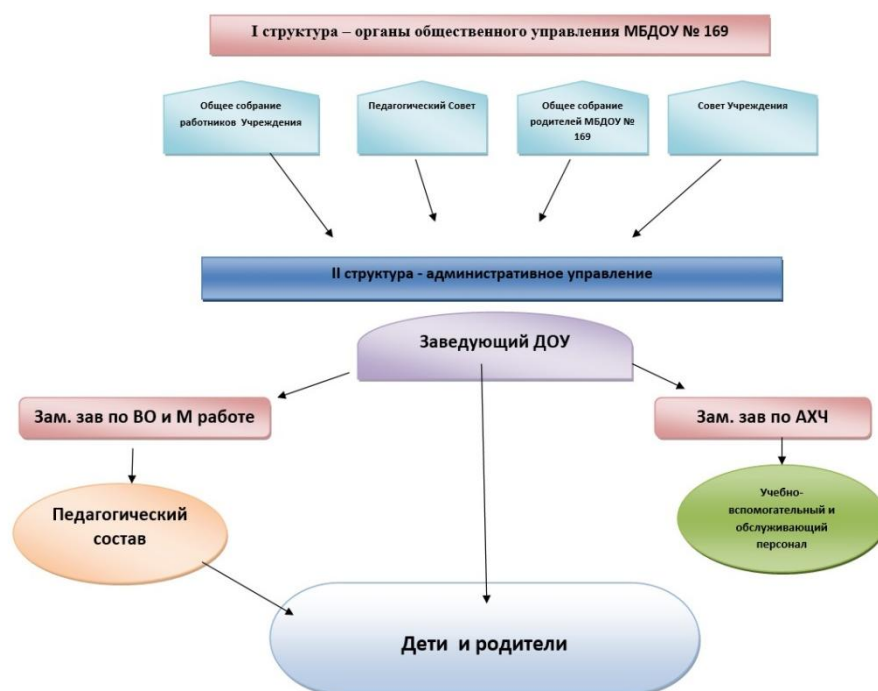 I структура – органы общественного управления МБДОУ № 169
Общее собрание
работников Учреждения
Педагогический Совет
Общее собрание
родителей МБДОУ №
169
Совет Учреждения
II структура - административное управление
Заведующий ДОУ
Зам. зав по ВО и М работе
Зам. зав по АХЧ
Педагогический
состав
Учебно-
вспомогательный и
обслуживающий
персонал
Дети и родители